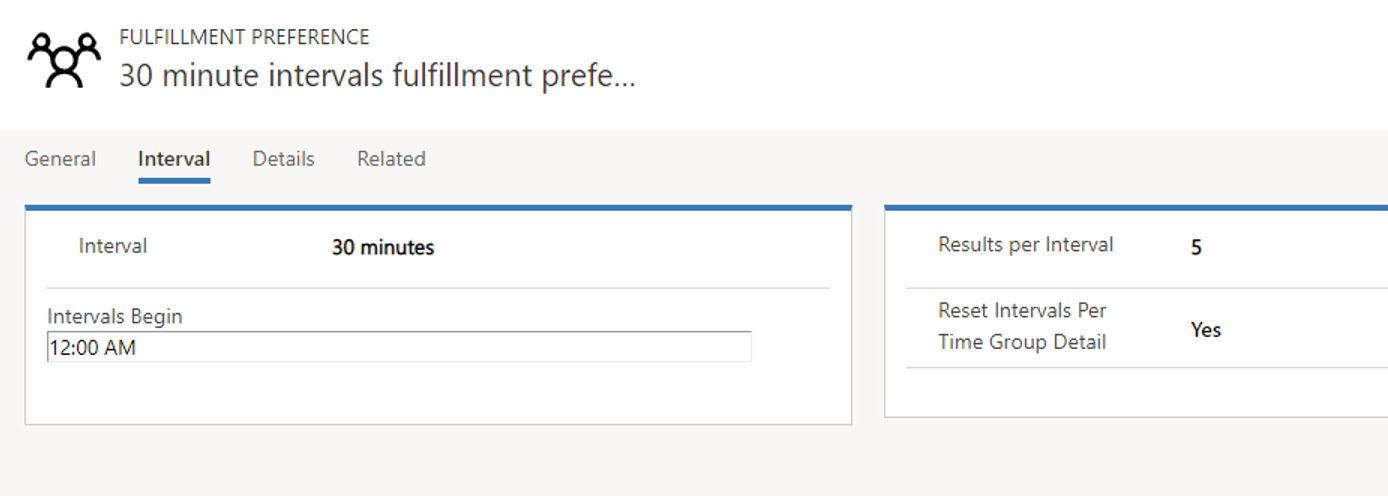 FULFILLMENT PREFERENCE
30 minute intervals fulfillment prefe...
General Interval Details Related
Interval 30 minutes
Intervals Begin
12:00 AM
Results per Interval 5
Reset Intervals Per
Time Group Detail
Yes